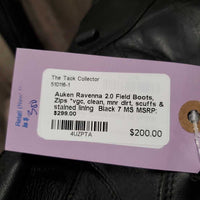 The Tack Collector
510116-1
Auken Ravenna 2.0 Field Boots,
Zips *vgc, clean, mnr dirt, scuffs &
stained lining Black 7 MS MSRP:
$299.00
$200.00
4UZPTA